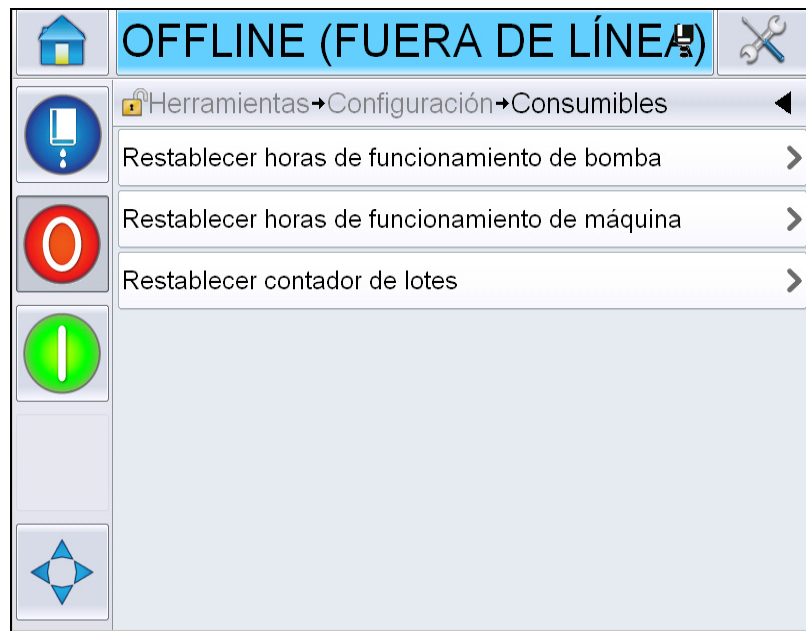 OFFLINE (FUERA DE LÍNEA)
Herramientas→Configuración→Consumibles
Restablecer horas de funcionamiento de bomba
Restablecer horas de funcionamiento de máquina
Restablecer contador de lotes